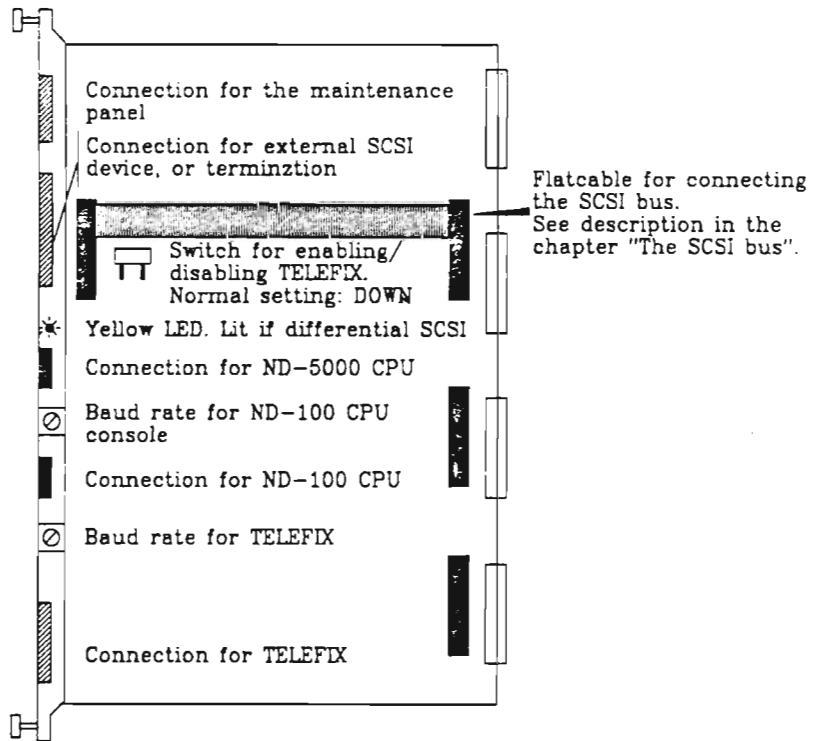 Connection for the maintenance
panel
Connection for external SCSI
device, or terminztion
Flatcable for connecting
the SCSI bus.
See description in the
chapter "The SCSI bus".
Switch for enabling/
disabling TELEFIX.
Normal setting: DOWN
Yellow LED. Lit if differential SCSI
Connection for ND-5000 CPU
Baud rate for ND-100 CPU
console
Connection for ND-100 CPU
Baud rate for TELEFIX
Connection for TELEFIX